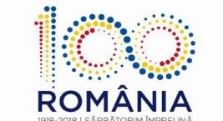 100
ROMÂNIA
1918-2018 | SĂRBĂTORIM ÎMPREUNĂ